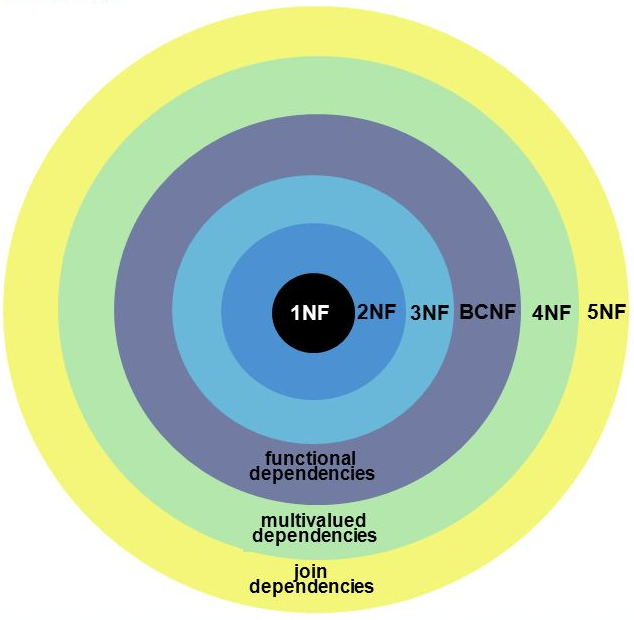 1NF 2NF 3NF BCNF 4NF 5NF
functional
dependencies
multivalued
dependencies
join
dependencies